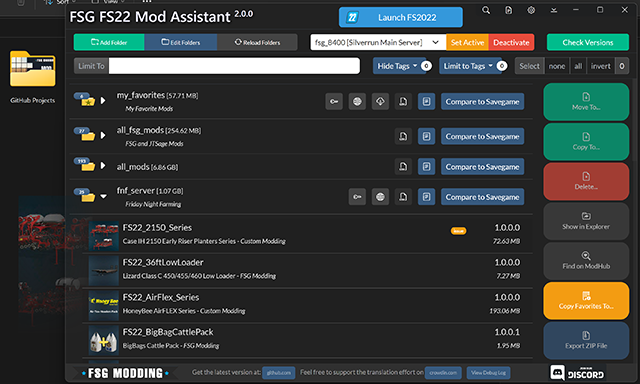 Sort
View
FSG FS22 Mod Assistant 2.0.0
22
Launch FS2022
Add Folder
Edit Folders
Reload Folders
fsg_8400 [Silverrun Main Server]
Set Active
Deactivate
Check Versions
Limit To
Hide Tags 0
Limit to Tags 0
Select none all invert 0
GitHub Projects
my_favorites [57.71 MB]
My Favorite Mods
Compare to Savegame
27
all_fsg_mods [254.62 MB]
FSG and JTSage Mods
Compare to Savegame
193
all_mods [6.86 GB]
Compare to Savegame
fnf_server [1.07 GB]
Friday Night Farming
Compare to Savegame
FS22_2150_Series
Case IH 2150 Early Riser Planters Series - Custom Modding
1.0.0.0
72.63 MB
FS22_36ftLowLoader
Lizard Class C 450/455/460 Low Loader - FSG Modding
1.0.0.0
7.27 MB
FS22_AirFlex_Series
HoneyBee AirFLEX Series - Custom Modding
1.0.0.0
193.06 MB
FS22_BigBagCattlePack
BigBags Cattle Pack - FSG Modding
1.0.0.1
1.95 MB
Move To...
Copy To...
Delete...
Show in Explorer
Find on ModHub
Copy Favorites To...
Export ZIP File
FSG MODDING
Get the latest version at: github.com
Feel free to support the translation effort on crowdin.com
View Debug Log
DISCORD